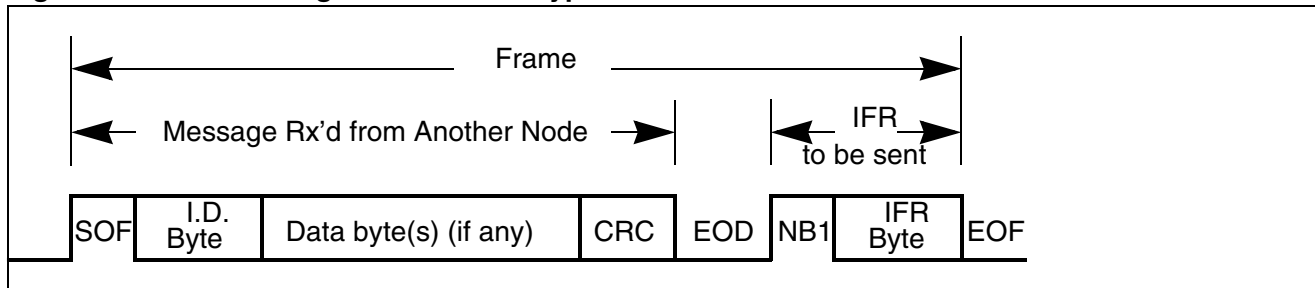 Frame
Message Rx'd from Another Node
IFR
to be sent
SOF
I.D.
Byte
Data byte(s) (if any)
CRC
EOD
NB1
IFR
Byte
EOF